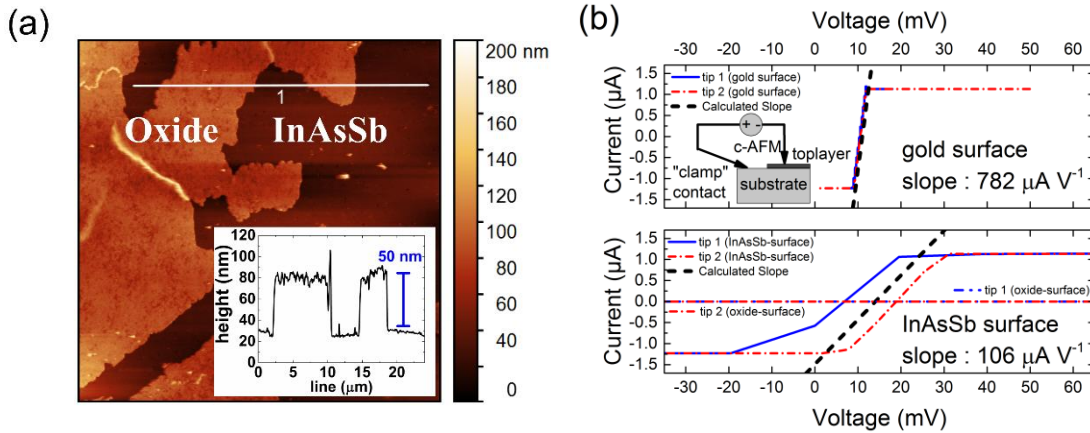 (a)
200 nm
180
160
140
120
100
80
60
40
20
0
1
Oxide InAsSb
120
100
80
60
40
20
height (nm)
50 nm
0 5 10 15 20
line (μm)
(b)
Voltage (mV)
-30 -20 -10 0 10 20 30 40 50 60
1.5
1.0
0.5
0.0
-0.5
-1.0
-1.5
Current (μA)
tip 1 (gold surface)
tip 2 (gold surface)
Calculated Slope
+ -
c-AFM
toplayer
"clamp"
contact
substrate
gold surface
slope : 782 μA V⁻¹
1.5
1.0
0.5
0.0
-0.5
-1.0
-1.5
Current (μA)
tip 1 (InAsSb-surface)
tip 2 (InAsSb-surface)
Calculated Slope
tip 1 (oxide-surface)
tip 2 (oxide-surface)
InAsSb surface
slope : 106 μA V⁻¹
-30 -20 -10 0 10 20 30 40 50 60
Voltage (mV)